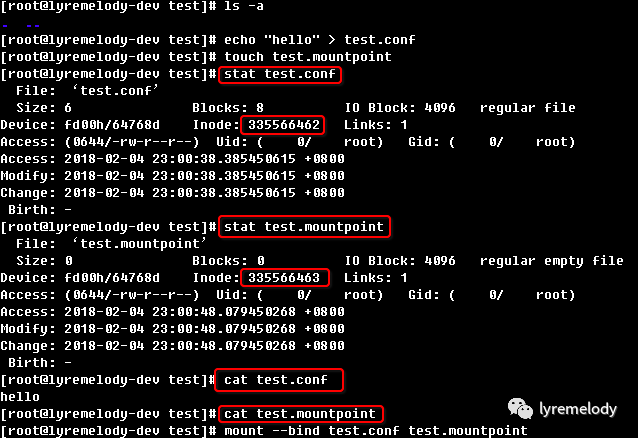 [root@lyremelody-dev test]# ls -a
. ..
[root@lyremelody-dev test]# echo "hello" > test.conf
[root@lyremelody-dev test]# touch test.mountpoint
[root@lyremelody-dev test]# stat test.conf
File: ‘test.conf’
Size: 6 Blocks: 8 IO Block: 4096 regular file
Device: fd00h/64768d Inode: 335566462 Links: 1
Access: (0644/-rw-r--r--) Uid: ( 0/ root) Gid: ( 0/ root)
Access: 2018-02-04 23:00:38.385450615 +0800
Modify: 2018-02-04 23:00:38.385450615 +0800
Change: 2018-02-04 23:00:38.385450615 +0800
Birth: -
[root@lyremelody-dev test]# stat test.mountpoint
File: ‘test.mountpoint’
Size: 0 Blocks: 0 IO Block: 4096 regular empty file
Device: fd00h/64768d Inode: 335566463 Links: 1
Access: (0644/-rw-r--r--) Uid: ( 0/ root) Gid: ( 0/ root)
Access: 2018-02-04 23:00:48.079450268 +0800
Modify: 2018-02-04 23:00:48.079450268 +0800
Change: 2018-02-04 23:00:48.079450268 +0800
Birth: -
[root@lyremelody-dev test]# cat test.conf
hello
[root@lyremelody-dev test]# cat test.mountpoint
[root@lyremelody-dev test]# mount --bind test.conf test.mountpoint
lyremelody